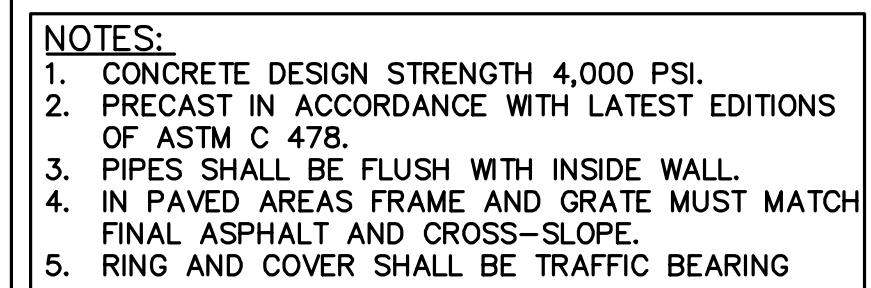 NOTES:
1. CONCRETE DESIGN STRENGTH 4,000 PSI.
2. PRECAST IN ACCORDANCE WITH LATEST EDITIONS
OF ASTM C 478.
3. PIPES SHALL BE FLUSH WITH INSIDE WALL.
4. IN PAVED AREAS FRAME AND GRATE MUST MATCH
FINAL ASPHALT AND CROSS-SLOPE.
5. RING AND COVER SHALL BE TRAFFIC BEARING